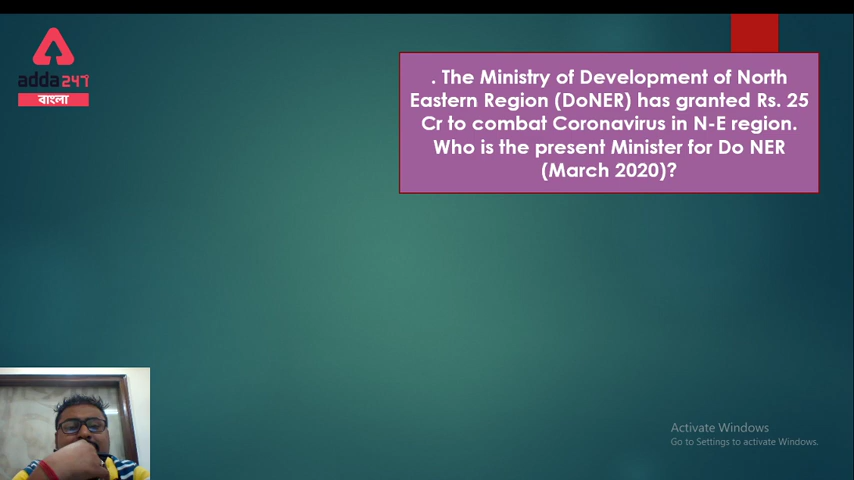 adda247
বাংলা
. The Ministry of Development of North
Eastern Region (DoNER) has granted Rs. 25
Cr to combat Coronavirus in N-E region.
Who is the present Minister for Do NER
(March 2020)?
Activate Windows
Go to Settings to activate Windows.